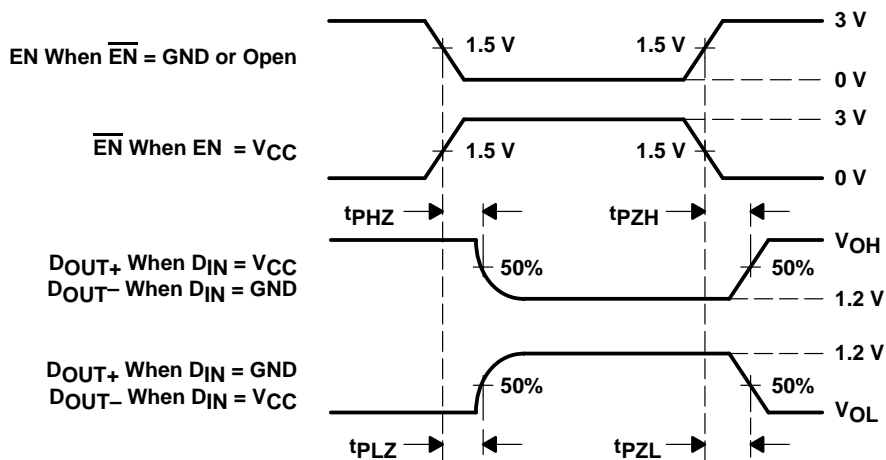 3 V
EN When E̅N̅ = GND or Open
1.5 V
1.5 V
0 V
3 V
E̅N̅ When EN = VCC
1.5 V
1.5 V
0 V
tPHZ
tPZH
VOH
DOUT+ When DIN = VCC
DOUT– When DIN = GND
50%
50%
1.2 V
1.2 V
DOUT+ When DIN = GND
DOUT– When DIN = VCC
50%
50%
VOL
tPLZ
tPZL